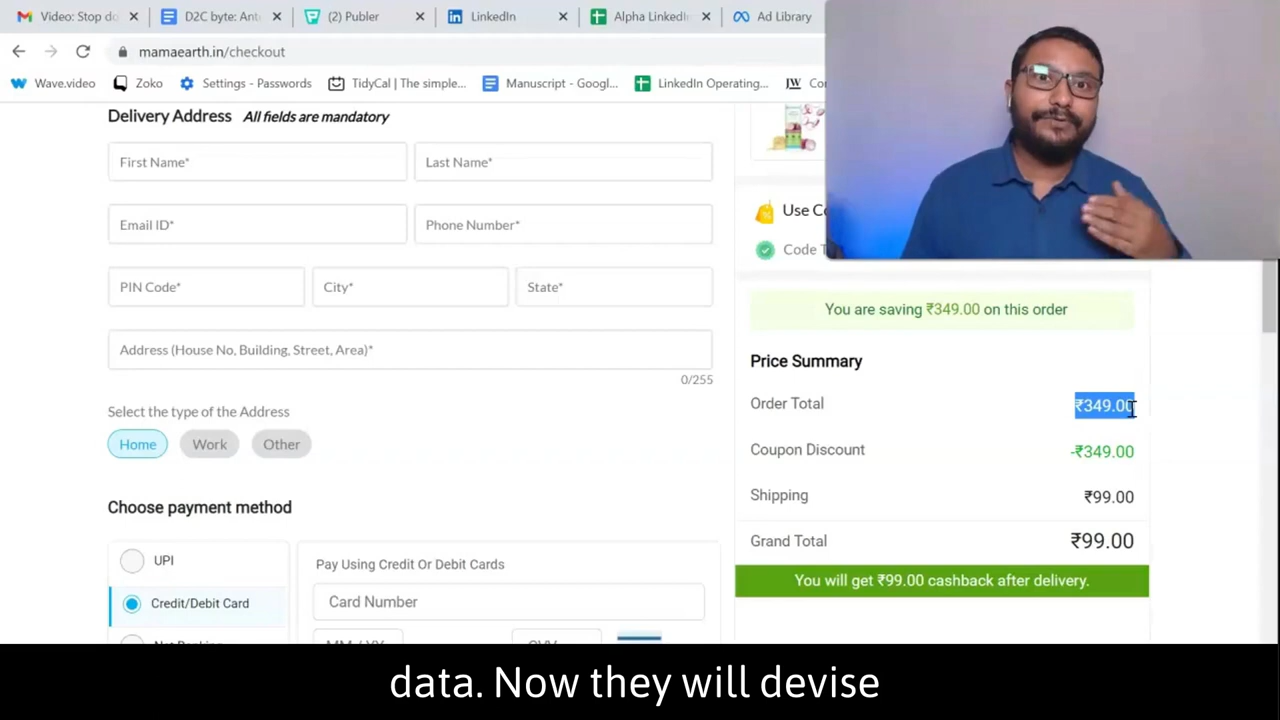 Video: Stop do
D2C byte: Ant
(2) Publer
LinkedIn
Alpha LinkedIn
Ad Library
mamaearth.in/checkout
Wave.video
Zoko
Settings - Passwords
TidyCal | The simple...
Manuscript - Googl...
LinkedIn Operating...
JW
Delivery Address All fields are mandatory
First Name*
Last Name*
Email ID*
Phone Number*
PIN Code*
City*
State*
Address (House No, Building, Street, Area)*
0/255
Select the type of the Address
Home
Work
Other
Choose payment method
UPI
Credit/Debit Card
Pay Using Credit Or Debit Cards
Card Number
Use
Code
You are saving ₹349.00 on this order
Price Summary
Order Total ₹349.00
Coupon Discount -₹349.00
Shipping ₹99.00
Grand Total ₹99.00
You will get ₹99.00 cashback after delivery.
data. Now they will devise